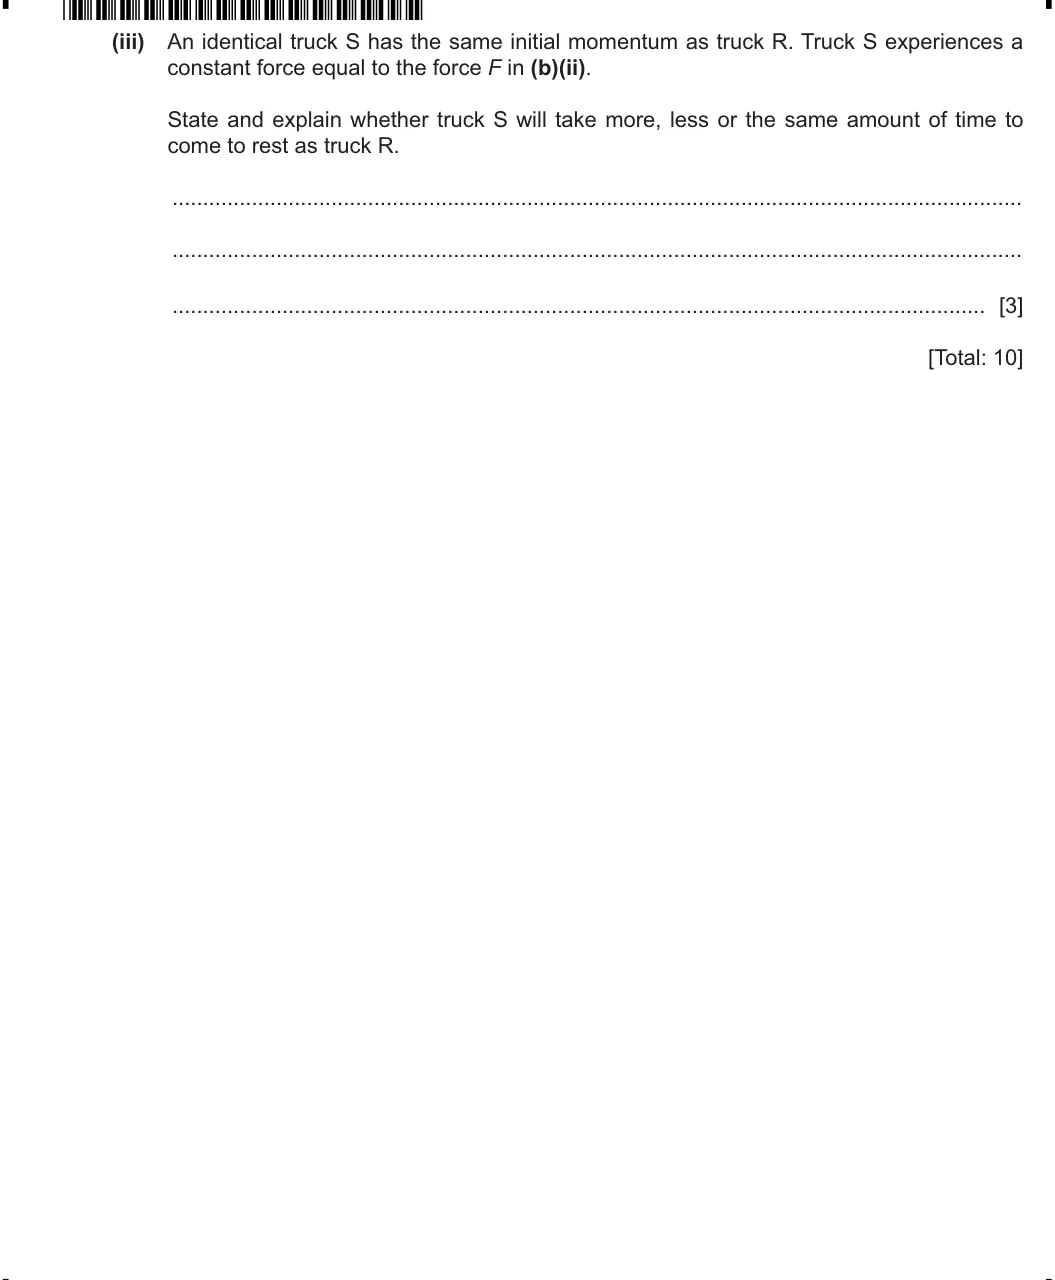 (iii) An identical truck S has the same initial momentum as truck R. Truck S experiences a
constant force equal to the force F in (b)(ii).
State and explain whether truck S will take more, less or the same amount of time to
come to rest as truck R.
..........................................................................................................................................
..........................................................................................................................................
.................................................................................................................................... [3]
[Total: 10]